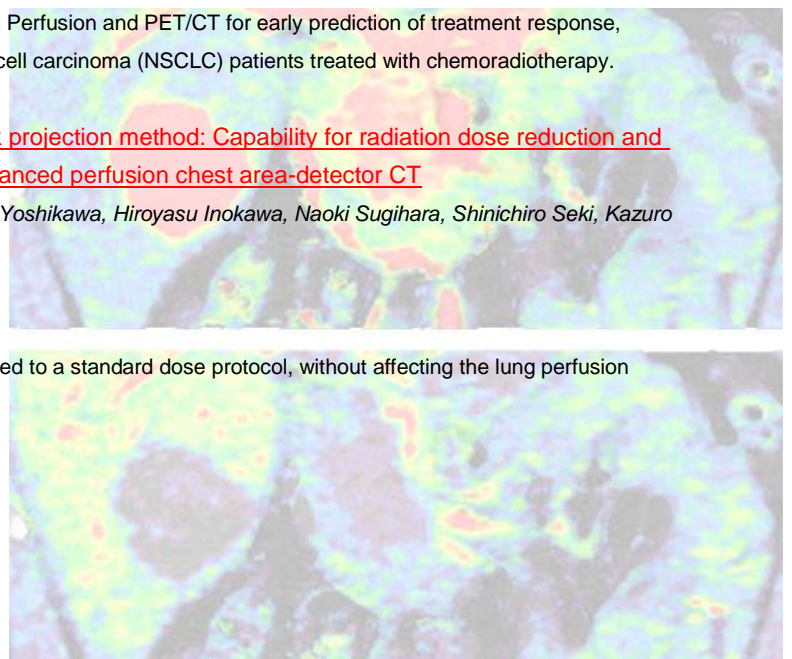 Perfusion and PET/CT for early prediction of treatment response,
cell carcinoma (NSCLC) patients treated with chemoradiotherapy.
projection method: Capability for radiation dose reduction and
anced perfusion chest area-detector CT
Yoshikawa, Hiroyasu Inokawa, Naoki Sugihara, Shinichiro Seki, Kazuro
ed to a standard dose protocol, without affecting the lung perfusion